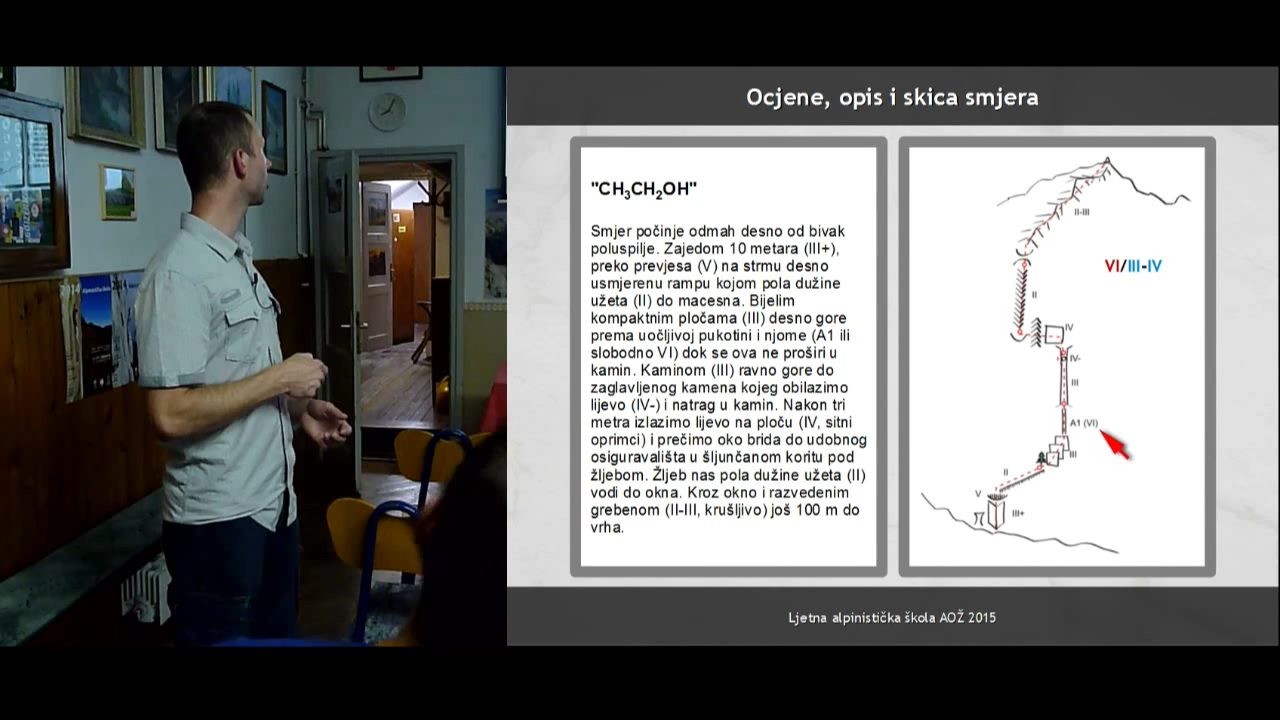 Ocjene, opis i skica smjera
"CH₃CH₂OH"
Smjer počinje odmah desno od bivak
poluspilje. Zajedom 10 metara (III+),
preko prevjesa (V) na strmu desno
usmjerenu rampu kojom pola dužine
užeta (II) do macesna. Bijelim
kompaktnim pločama (III) desno gore
prema uočljivoj pukotini i njome (A1 ili
slobodno VI) dok se ova ne proširi u
kamin. Kaminom (III) ravno gore do
zaglavljenog kamena kojeg obilazimo
lijevo (IV-) i natrag u kamin. Nakon tri
metra izlazimo lijevo na ploču (IV, sitni
oprimci) i prečimo oko brida do udobnog
osiguravališta u šljunčanom koritu pod
žljebom. Žljeb nas pola dužine užeta (II)
vodi do okna. Kroz okno i razvedenim
grebenom (II-III, krušljivo) još 100 m do
vrha.
II-III
VI/III-IV
II
IV
IV-
III
A1 (VI)
III
II
V
III+
Ljetna alpinistička škola AOŽ 2015
2014
2014